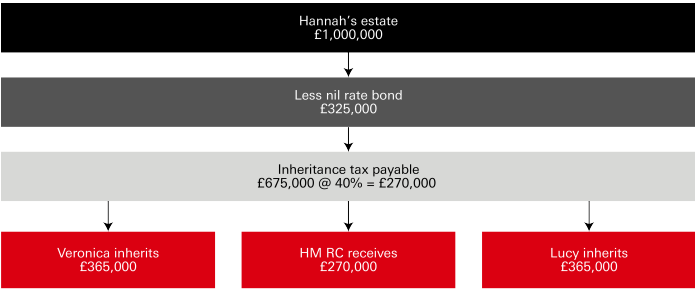 Hannah's estate
£1,000,000
Less nil rate bond
£325,000
Inheritance tax payable
£675,000 @ 40% = £270,000
Veronica inherits
£365,000
HM RC receives
£270,000
Lucy inherits
£365,000